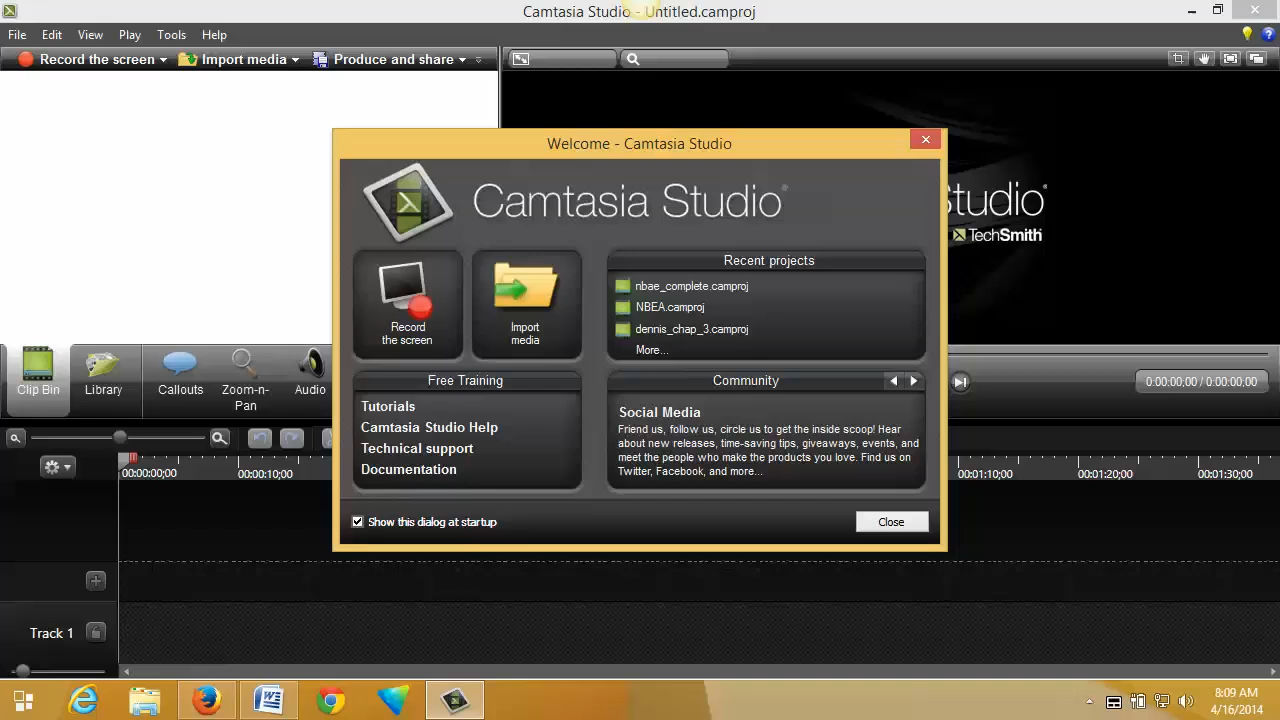 Camtasia Studio - Untitled.camproj
File Edit View Play Tools Help
Record the screen Import media Produce and share
Welcome - Camtasia Studio
Camtasia Studio
Studio
TechSmith
Record
the screen
Import
media
Recent projects
nbae_complete.camproj
NBEA.camproj
dennis_chap_3.camproj
More...
Clip Bin Library Callouts Zoom-n-
Pan Audio
0:00:00;00 / 0:00:00;00
Free Training
Tutorials
Camtasia Studio Help
Technical support
Documentation
Community
Social Media
Friend us, follow us, circle us to get the inside scoop! Hear
about new releases, time-saving tips, giveaways, events, and
meet the people who make the products you love. Find us on
Twitter, Facebook, and more...
00:00:00;00 00:00:10;00 00:01:10;00 00:01:20;00 00:01:30;00
Show this dialog at startup
Close
Track 1
8:09 AM
4/16/2014